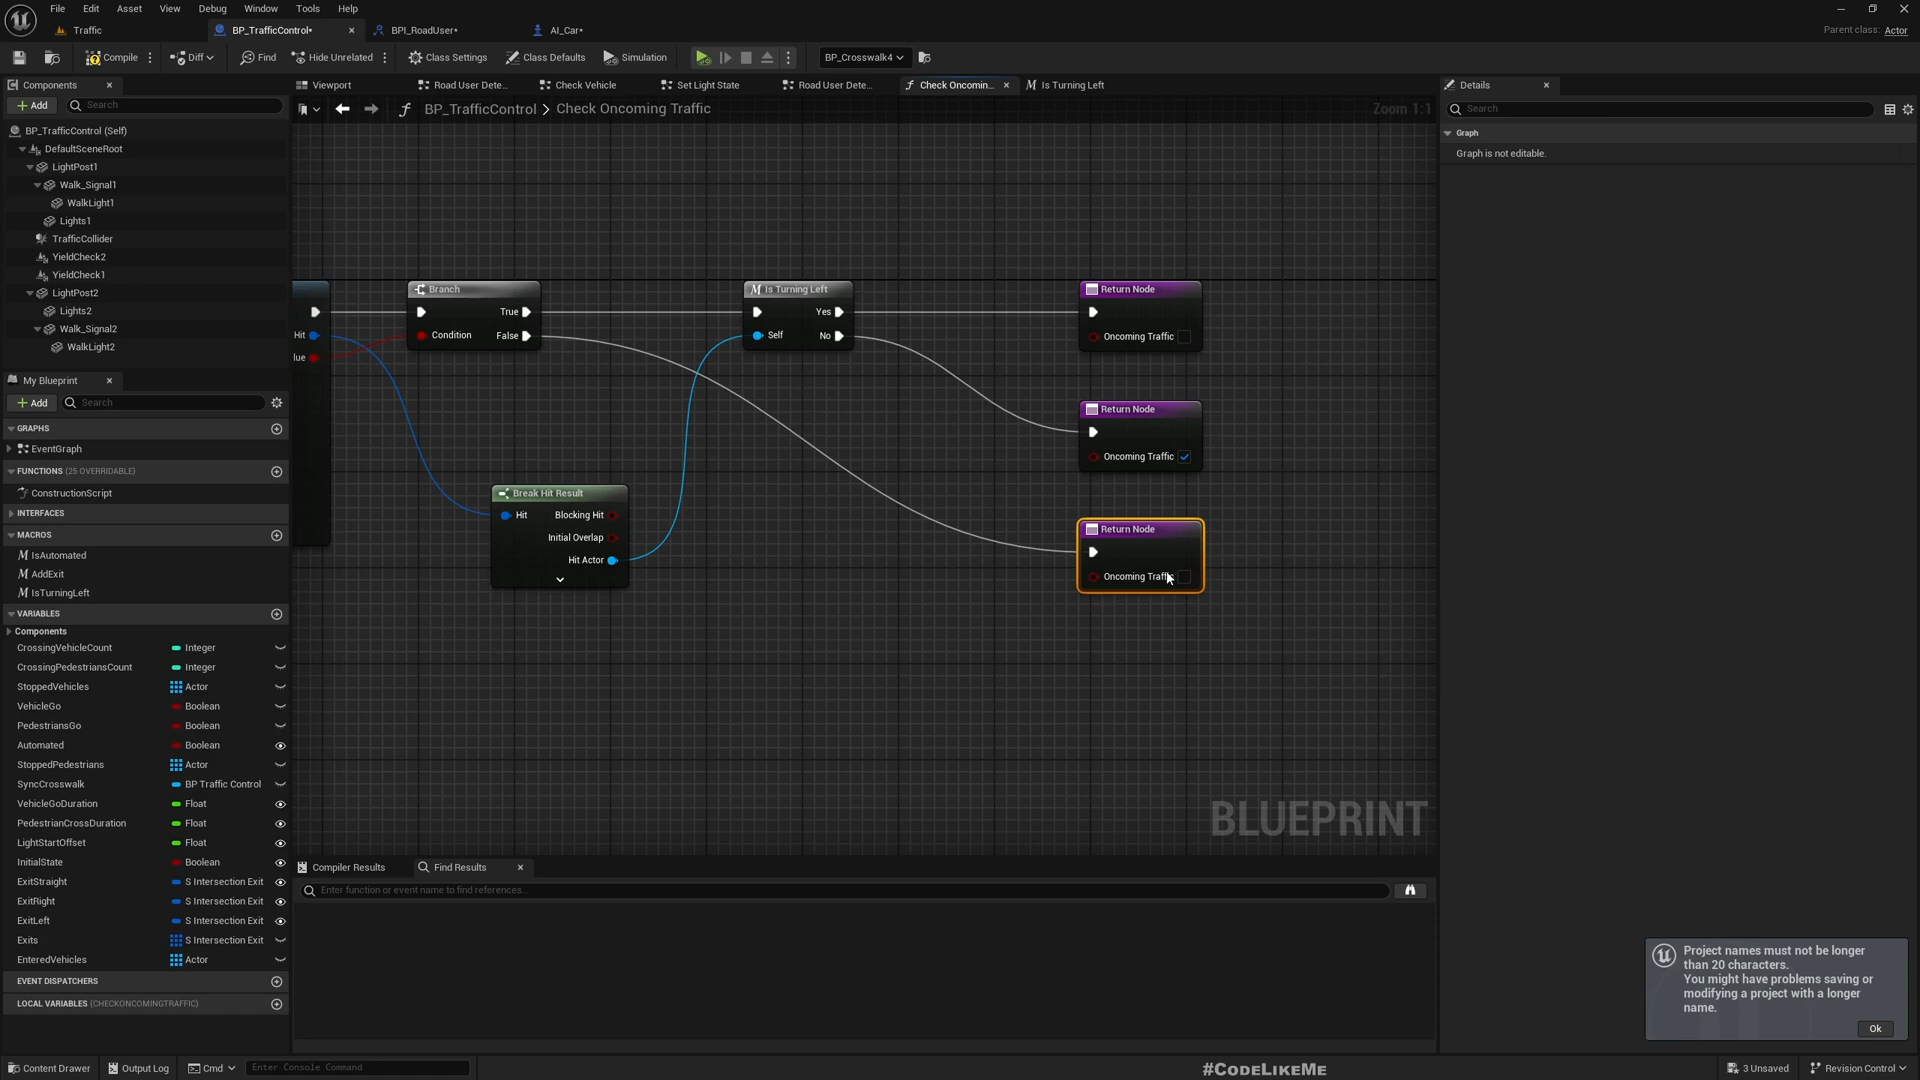 File Edit Asset View Debug Window Tools Help
Traffic
BP_TrafficControl*
BPI_RoadUser*
AI_Car*
Parent class: Actor
Compile
Diff
Find
Hide Unrelated
Class Settings
Class Defaults
Simulation
BP_Crosswalk4
Components
Viewport
Road User Dete...
Check Vehicle
Set Light State
Road User Dete...
Check Oncomin...
Is Turning Left
Details
Add
Search
BP_TrafficControl > Check Oncoming Traffic
Zoom 1:1
Search
BP_TrafficControl (Self)
DefaultSceneRoot
LightPost1
Walk_Signal1
WalkLight1
Lights1
TrafficCollider
YieldCheck2
YieldCheck1
LightPost2
Lights2
Walk_Signal2
WalkLight2
Graph
Graph is not editable.
Hit
lue
Branch
True
Condition
False
Is Turning Left
Yes
Self
No
Return Node
Oncoming Traffic
Return Node
Oncoming Traffic
Return Node
Oncoming Traffic
Break Hit Result
Hit
Blocking Hit
Initial Overlap
Hit Actor
BLUEPRINT
My Blueprint
Add
Search
GRAPHS
EventGraph
FUNCTIONS (25 OVERRIDABLE)
ConstructionScript
INTERFACES
MACROS
IsAutomated
AddExit
IsTurningLeft
VARIABLES
Components
CrossingVehicleCount Integer
CrossingPedestriansCount Integer
StoppedVehicles Actor
VehicleGo Boolean
PedestriansGo Boolean
Automated Boolean
StoppedPedestrians Actor
SyncCrosswalk BP Traffic Control
VehicleGoDuration Float
PedestrianCrossDuration Float
LightStartOffset Float
InitialState Boolean
ExitStraight S Intersection Exit
ExitRight S Intersection Exit
ExitLeft S Intersection Exit
Exits S Intersection Exit
EnteredVehicles Actor
EVENT DISPATCHERS
LOCAL VARIABLES (CHECKONCOMINGTRAFFIC)
Compiler Results
Find Results
Enter function or event name to find references...
Project names must not be longer
than 20 characters.
You might have problems saving or
modifying a project with a longer
name.
Ok
Content Drawer
Output Log
Cmd
Enter Console Command
#CODELIKEME
3 Unsaved
Revision Control